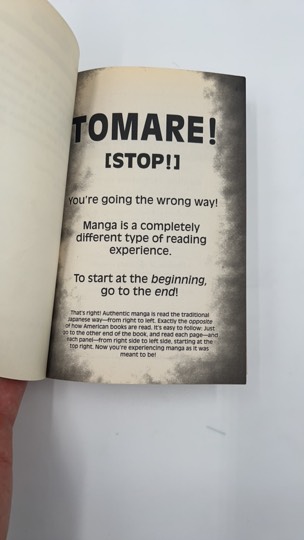 TOMARE!
[STOP!]
You're going the wrong way!
Manga is a completely
different type of reading
experience.
To start at the beginning,
go to the end!
That's right! Authentic manga is read the traditional
Japanese way—from right to left. Exactly the opposite
of how American books are read. It's easy to follow: Just
go to the other end of the book, and read each page—and
each panel—from right side to left side, starting at the
top right. Now you're experiencing manga as it was
meant to be!